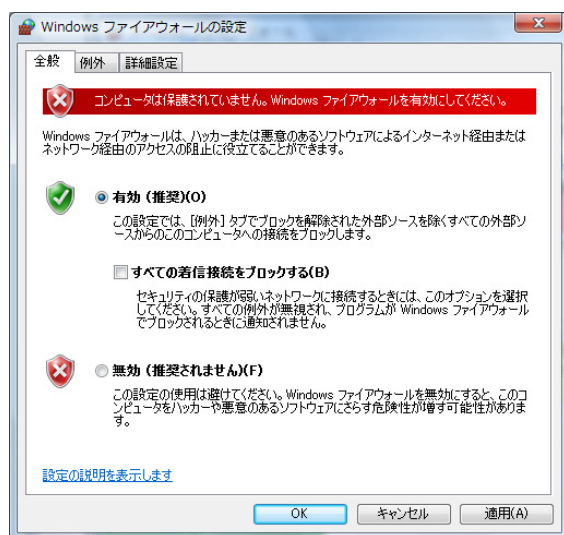 Windows ファイアウォールの設定
全般 例外 詳細設定
コンピュータは保護されていません。Windows ファイアウォールを有効にしてください。
Windows ファイアウォールは、ハッカーまたは悪意のあるソフトウェアによるインターネット経由または
ネットワーク経由のアクセスの阻止に役立てることができます。
有効 (推奨)(O)
この設定では、[例外] タブでブロックを解除された外部ソースを除くすべての外部ソ
ースからのこのコンピュータへの接続をブロックします。
すべての着信接続をブロックする(B)
セキュリティの保護が弱いネットワークに接続するときには、このオプションを選択
してください。すべての例外が無視され、プログラムが Windows ファイアウォール
でブロックされるときに通知されません。
無効 (推奨されません)(F)
この設定の使用は避けてください。Windows ファイアウォールを無効にすると、このコ
ンピュータをハッカーや悪意のあるソフトウェアにさらす危険性が増す可能性がありま
す。
設定の説明を表示します
OK キャンセル 適用(A)